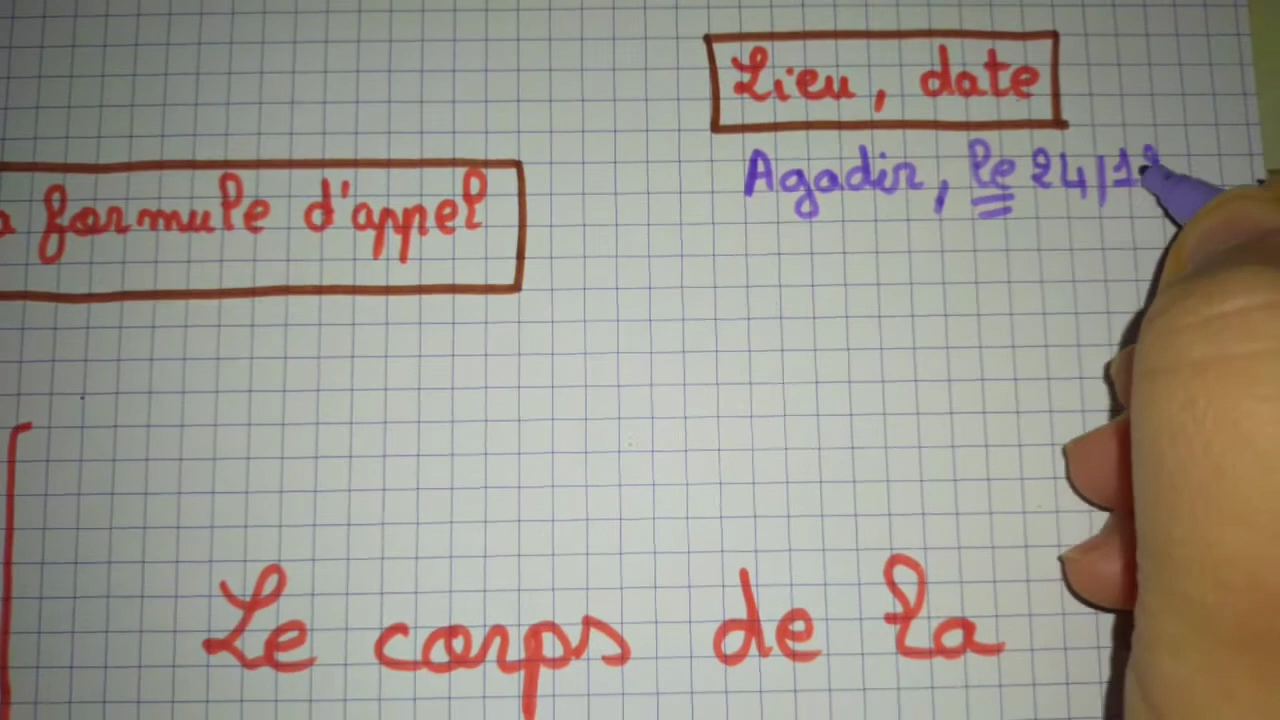 Lieu, date
Agadir, le 24/1
formule d'appel
Le corps de la